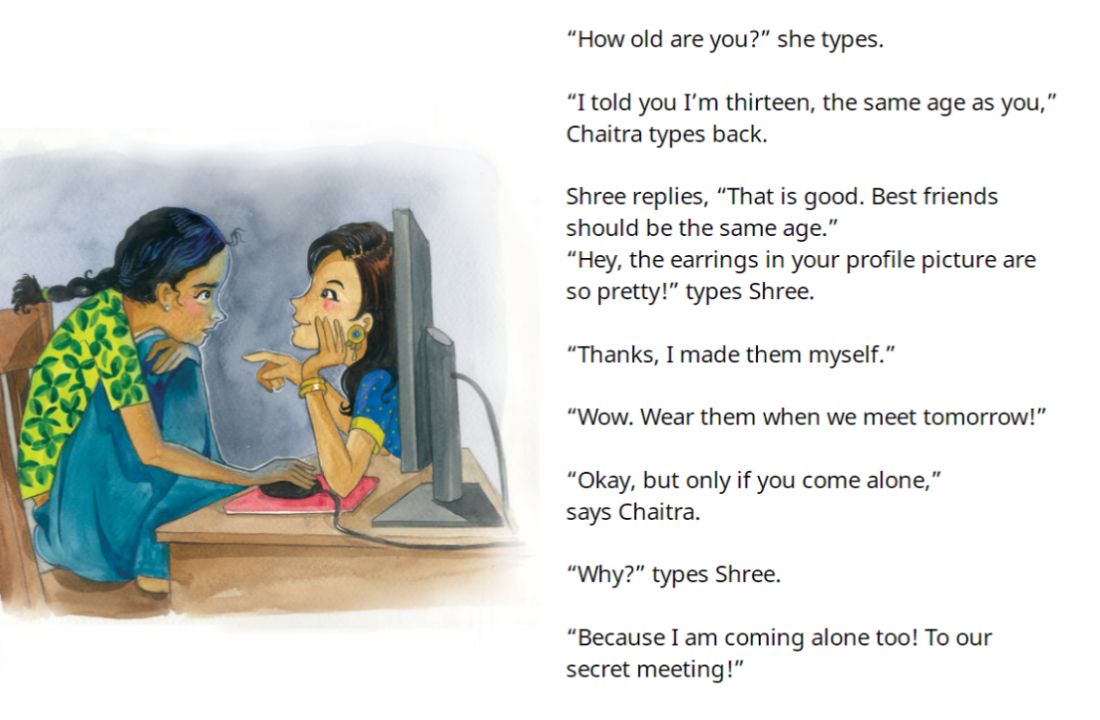 “How old are you?” she types.
“I told you I’m thirteen, the same age as you,”
Chaitra types back.
Shree replies, “That is good. Best friends
should be the same age.”
“Hey, the earrings in your profile picture are
so pretty!” types Shree.
“Thanks, I made them myself.”
“Wow. Wear them when we meet tomorrow!”
“Okay, but only if you come alone,”
says Chaitra.
“Why?” types Shree.
“Because I am coming alone too! To our
secret meeting!”